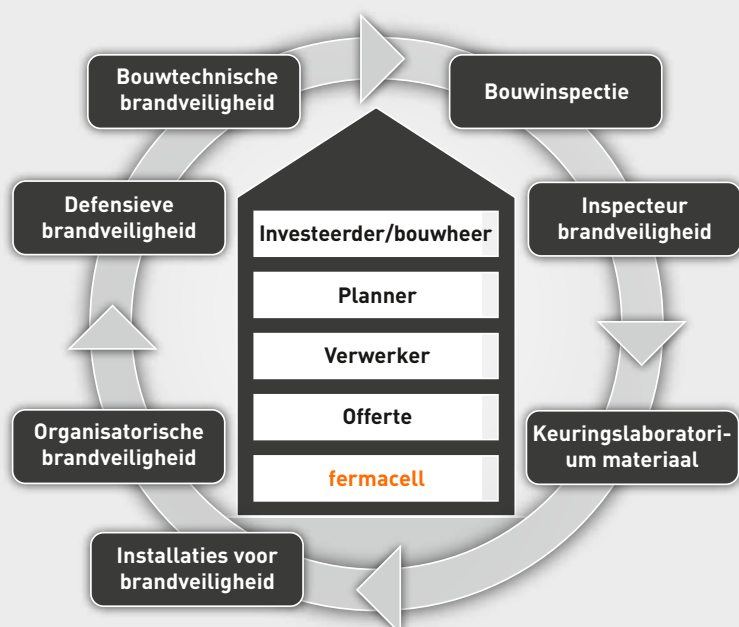 Bouwtechnische
brandveiligheid
Bouwinspectie
Defensieve
brandveiligheid
Inspecteur
brandveiligheid
Investeerder/bouwheer
Planner
Verwerker
Offerte
fermacell
Organisatorische
brandveiligheid
Keuringslaboratori-
um materiaal
Installaties voor
brandveiligheid